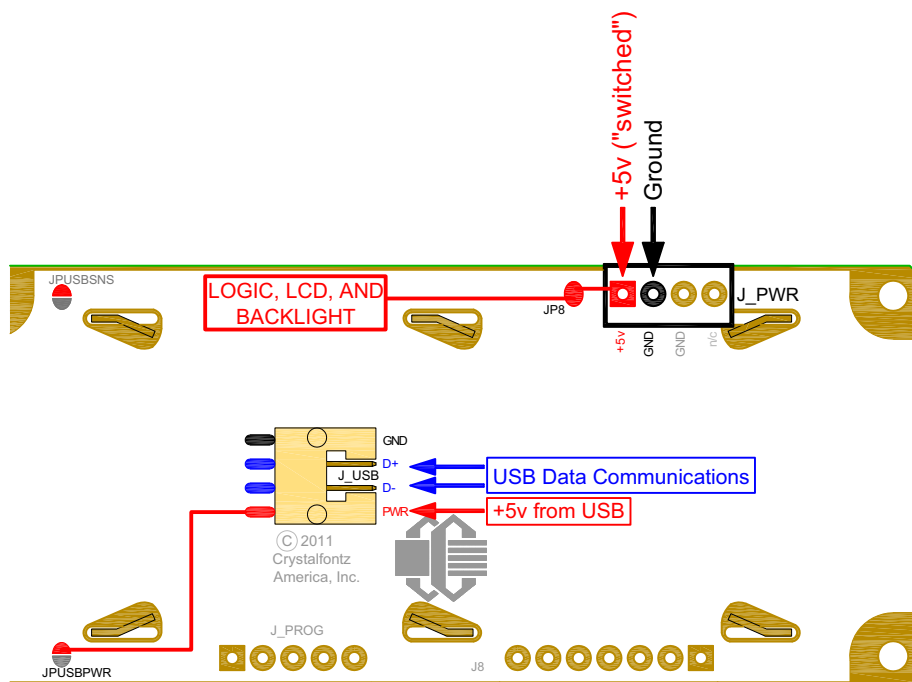 +5v ("switched")
Ground
JPUSBSNS
LOGIC, LCD, AND
BACKLIGHT
JP8
J_PWR
+5v
GND
GND
n/c
GND
D+
J_USB
D-
PWR
USB Data Communications
+5v from USB
© 2011
Crystalfontz
America, Inc.
J_PROG
J8
JPUSBPWR